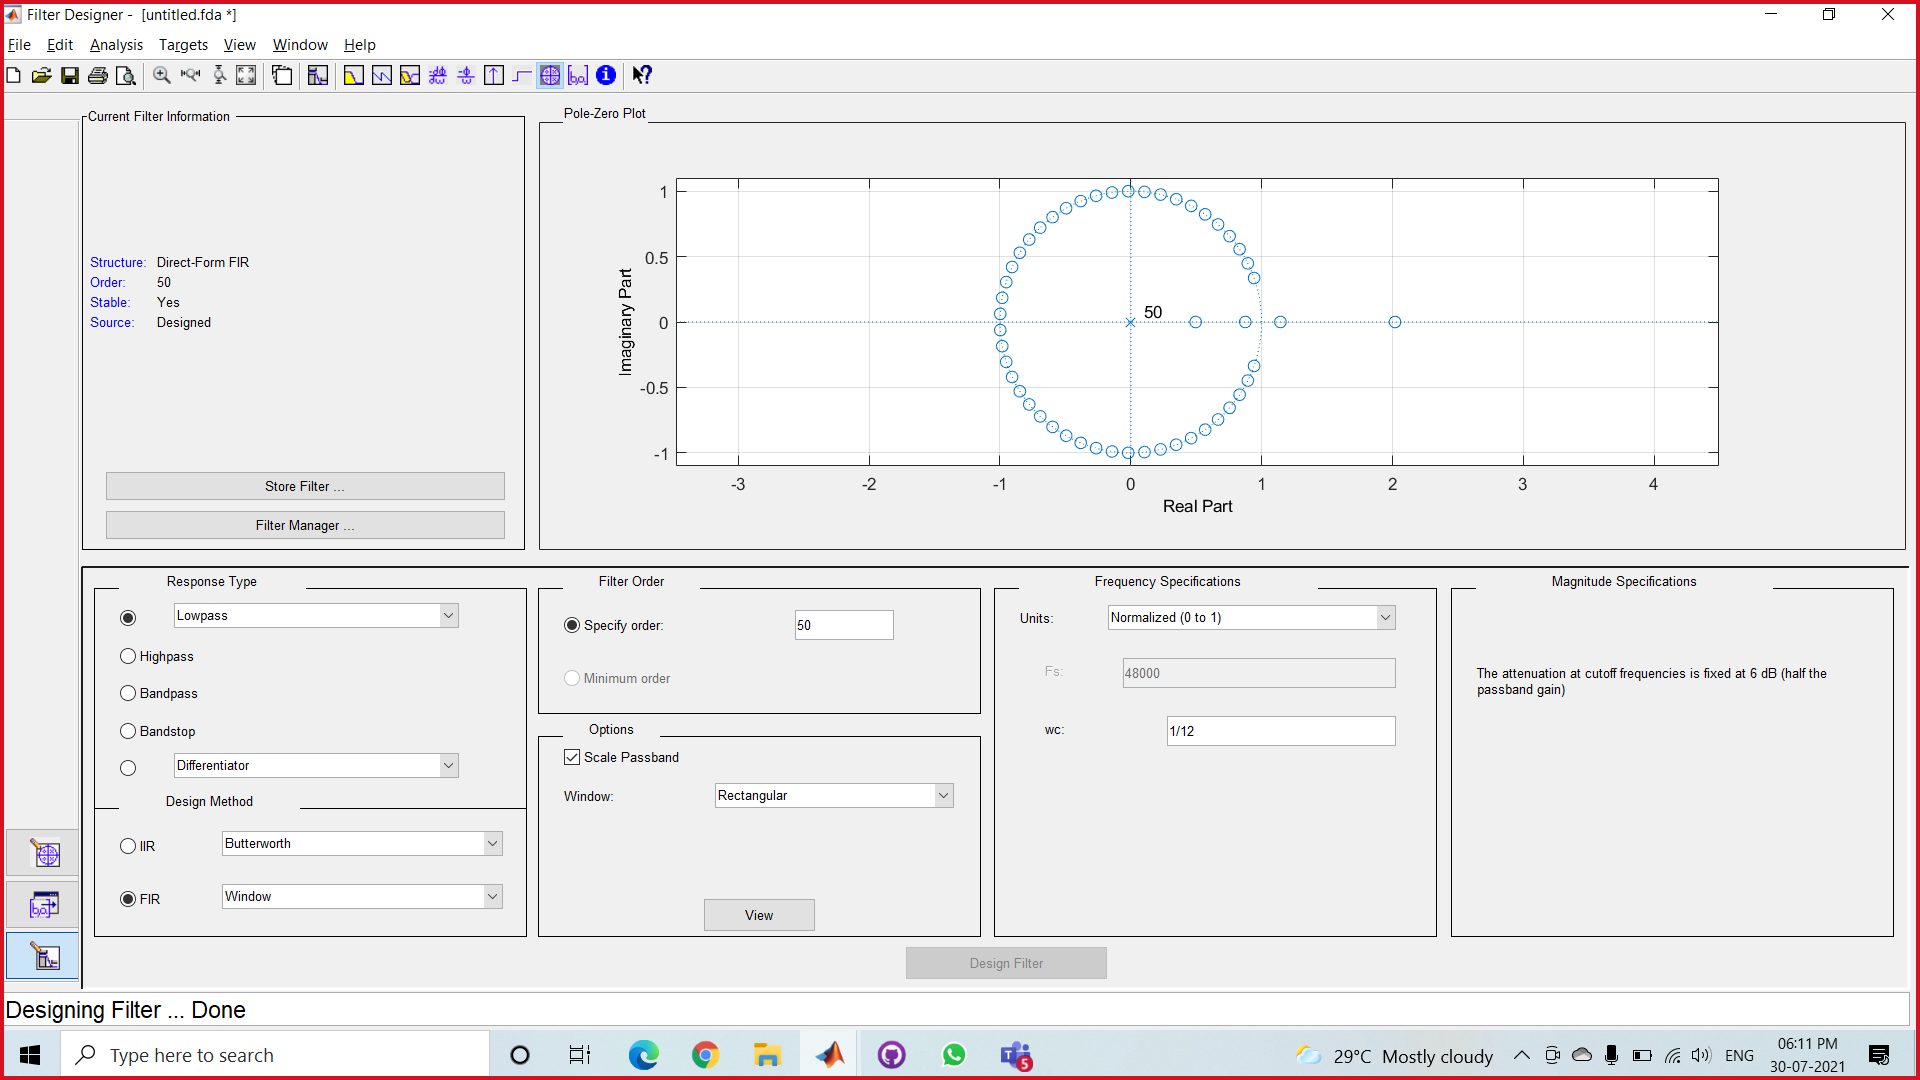 Filter Designer - [untitled.fda *]
File Edit Analysis Targets View Window Help
Current Filter Information
Structure: Direct-Form FIR
Order: 50
Stable: Yes
Source: Designed
Store Filter ...
Filter Manager ...
Pole-Zero Plot
1
0.5
0
-0.5
-1
Imaginary Part
50
-3 -2 -1 0 1 2 3 4
Real Part
Response Type
Lowpass
Highpass
Bandpass
Bandstop
Differentiator
Design Method
IIR Butterworth
FIR Window
Filter Order
Specify order: 50
Minimum order
Options
Scale Passband
Window: Rectangular
View
Frequency Specifications
Units: Normalized (0 to 1)
Fs: 48000
wc: 1/12
Magnitude Specifications
The attenuation at cutoff frequencies is fixed at 6 dB (half the
passband gain)
Design Filter
Designing Filter ... Done
Type here to search
5
29°C Mostly cloudy
ENG
06:11 PM
30-07-2021